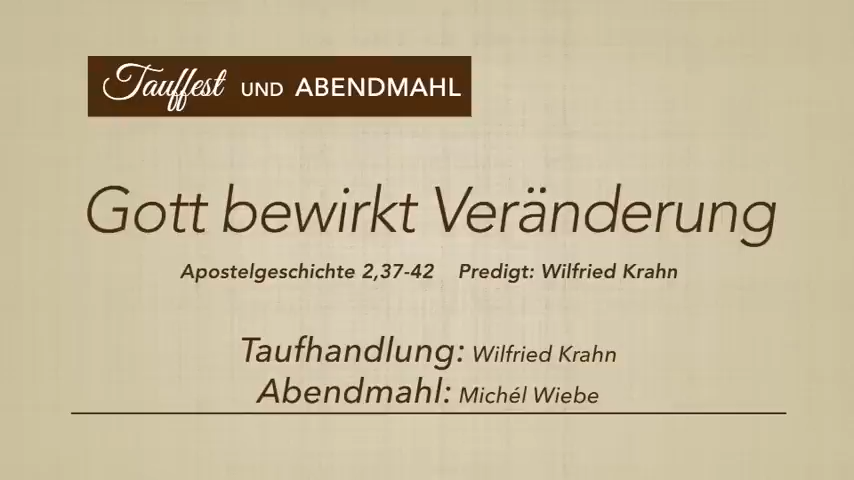 Tauffest UND ABENDMAHL
Gott bewirkt Veränderung
Apostelgeschichte 2,37-42 Predigt: Wilfried Krahn
Taufhandlung: Wilfried Krahn
Abendmahl: Michél Wiebe